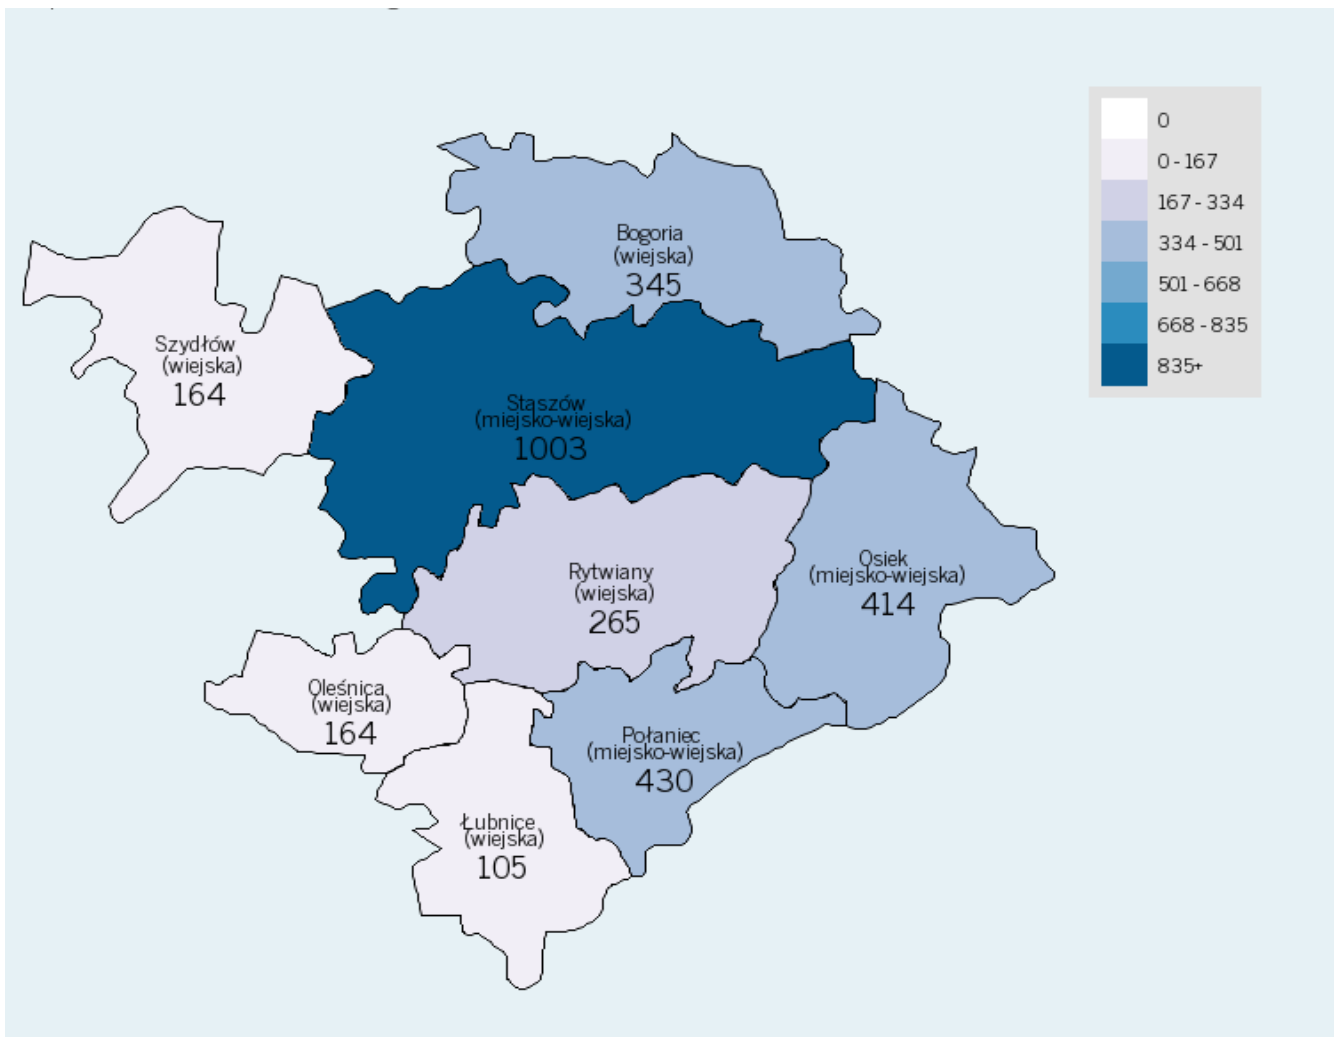 0
0 - 167
167 - 334
334 - 501
501 - 668
668 - 835
835+
Bogoria
(wiejska)
345
Szydłów
(wiejska)
164
Staszów
(miejsko-wiejska)
1003
Osiek
(miejsko-wiejska)
414
Rytwiany
(wiejska)
265
Oleśnica
(wiejska)
164
Połaniec
(miejsko-wiejska)
430
Łubnice
(wiejska)
105